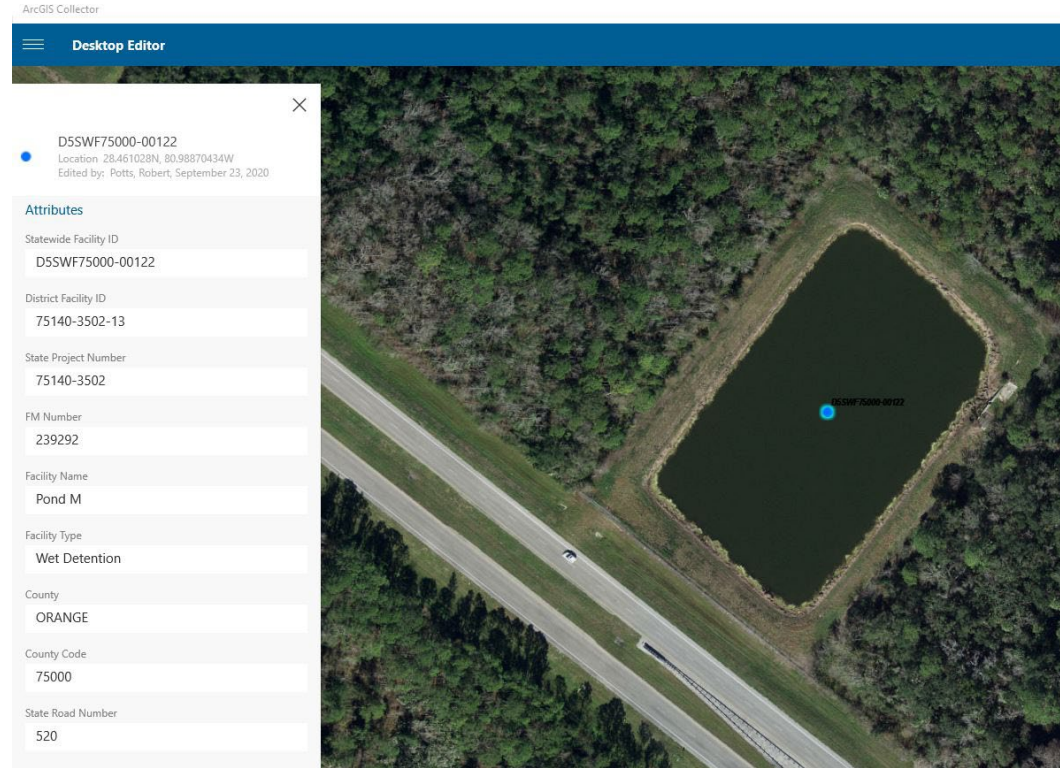 ArcGIS Collector
Desktop Editor
D5SWF75000-00122
Location 28.461028N, 80.98870434W
Edited by: Potts, Robert, September 23, 2020
Attributes
Statewide Facility ID
D5SWF75000-00122
District Facility ID
75140-3502-13
State Project Number
75140-3502
FM Number
239292
Facility Name
Pond M
Facility Type
Wet Detention
County
ORANGE
County Code
75000
State Road Number
520
D5SWF75000-00122